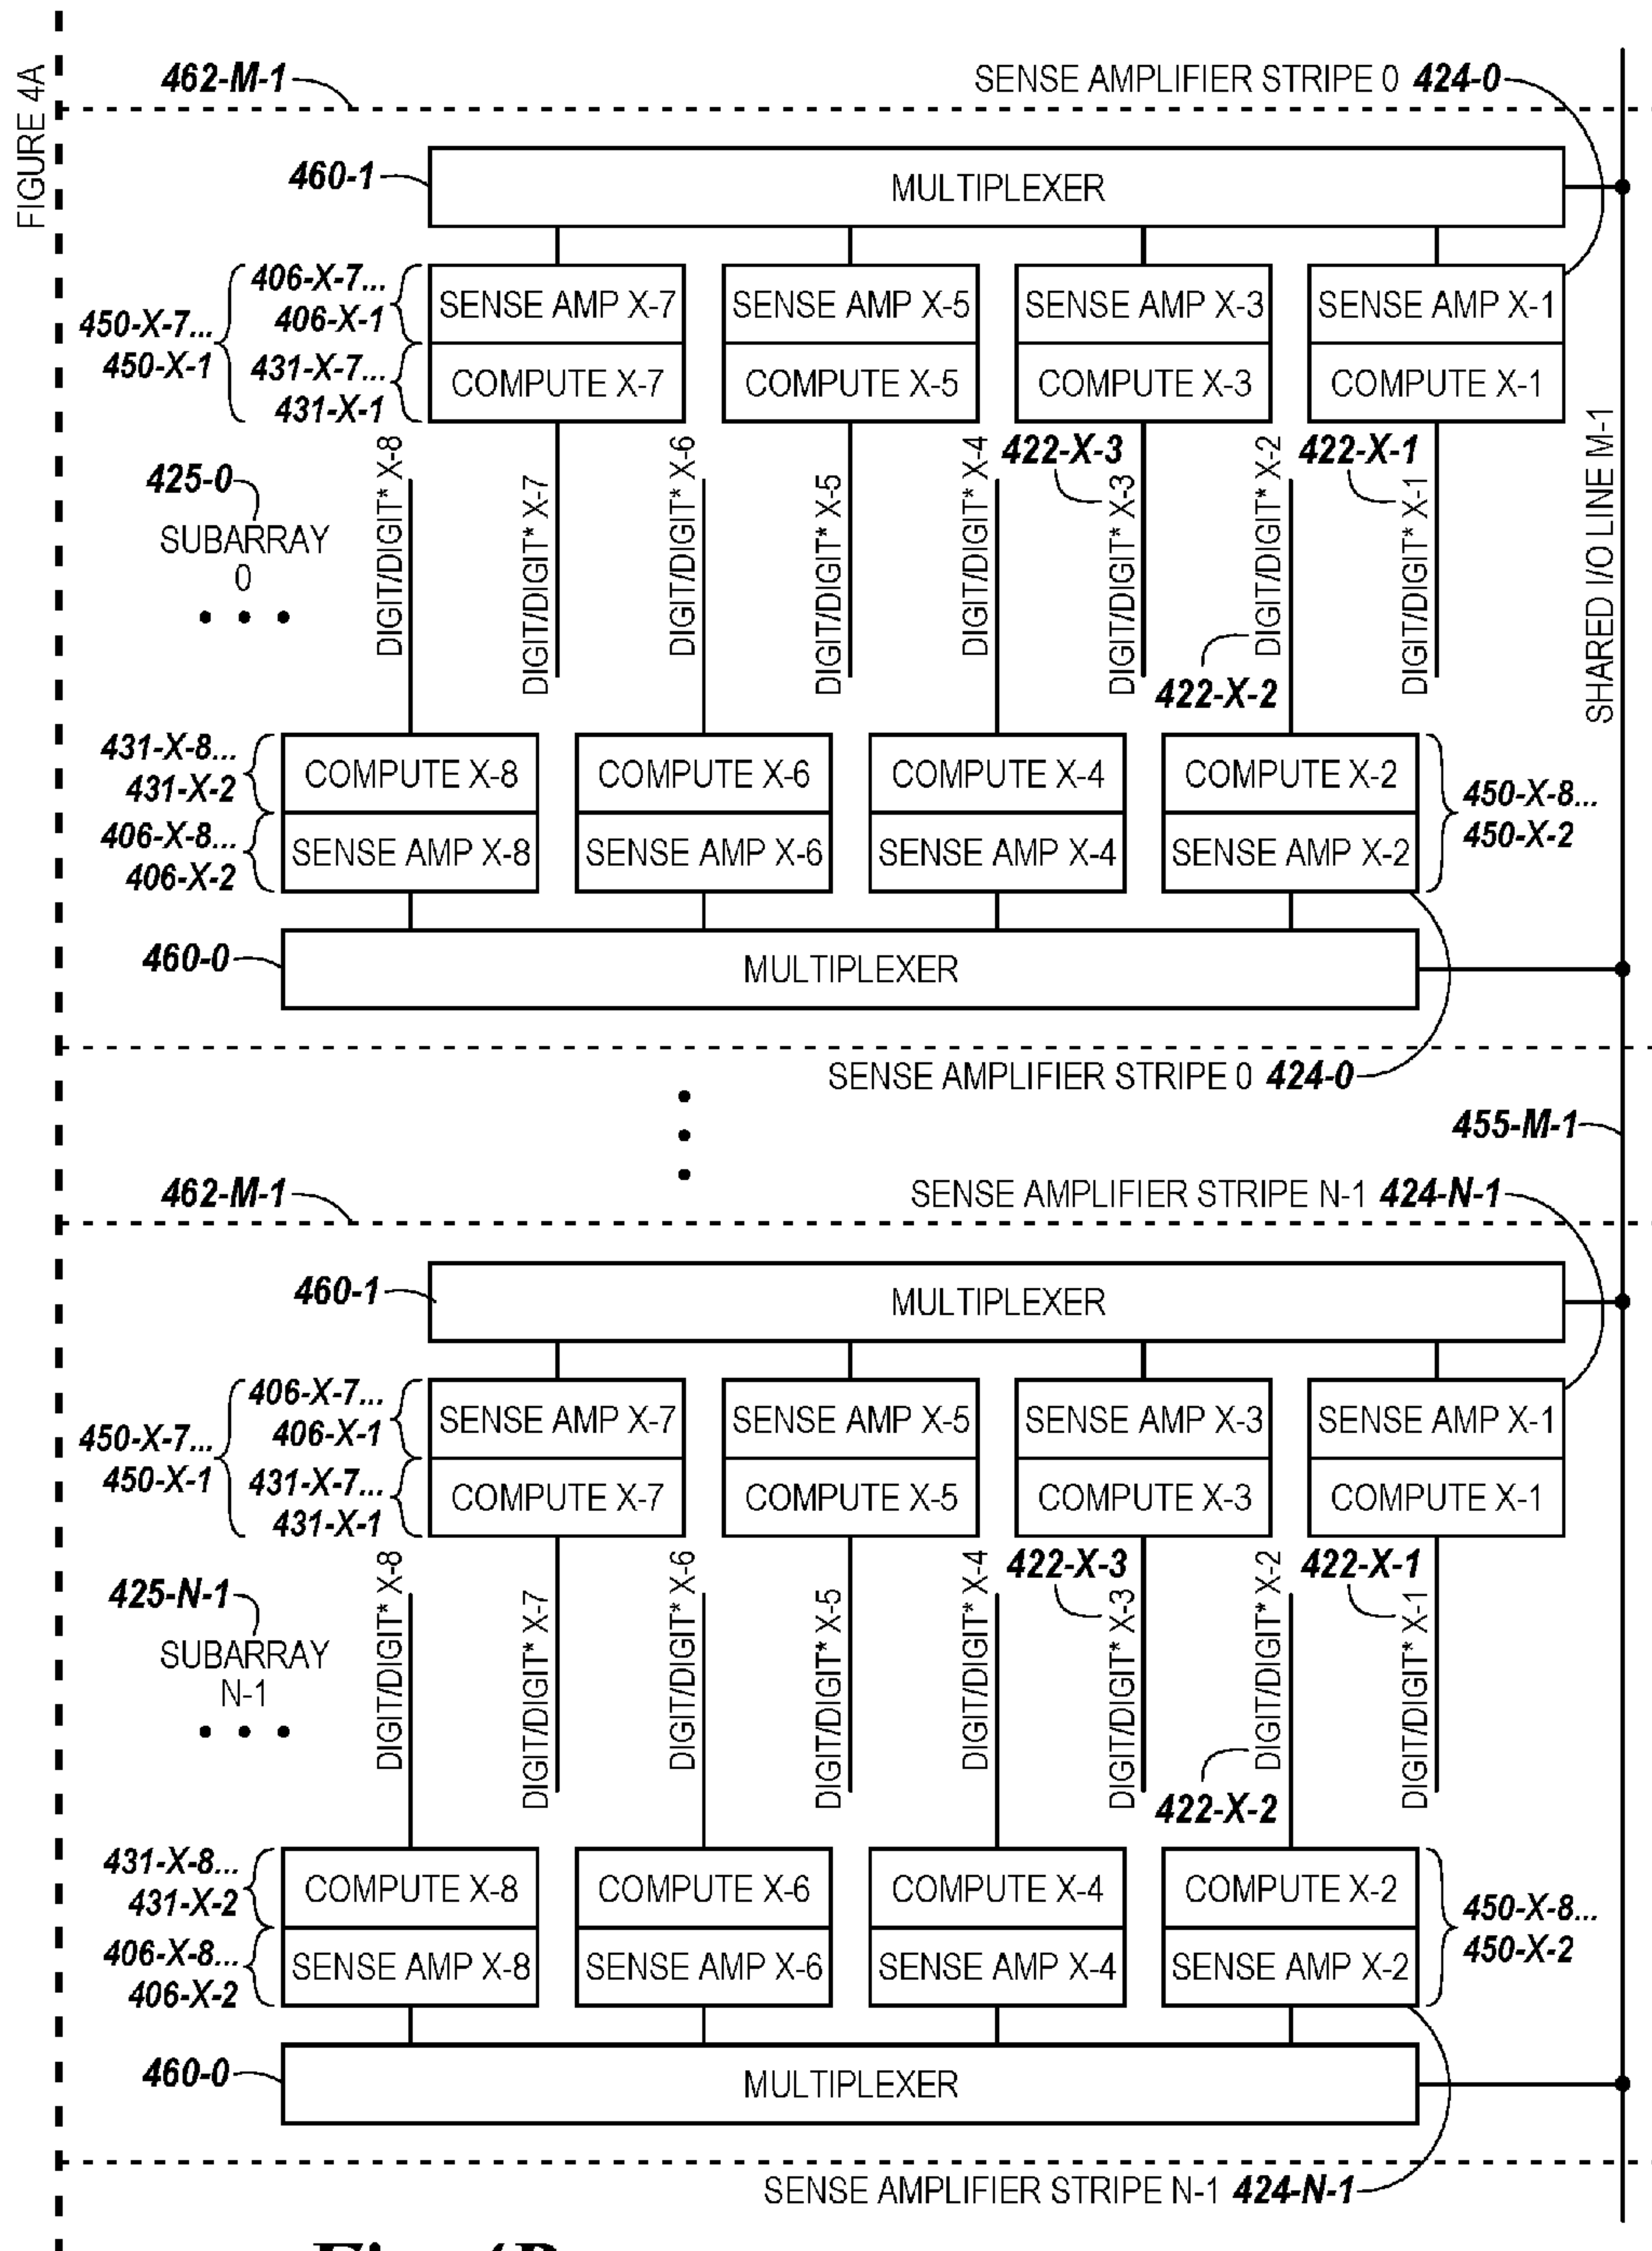 FIGURE 4A
462-M-1
SENSE AMPLIFIER STRIPE 0 424-0
460-1
MULTIPLEXER
450-X-7...
450-X-1
406-X-7...
406-X-1
431-X-7...
431-X-1
SENSE AMP X-7
SENSE AMP X-5
SENSE AMP X-3
SENSE AMP X-1
COMPUTE X-7
COMPUTE X-5
COMPUTE X-3
COMPUTE X-1
SHARED I/O LINE M-1
425-0
SUBARRAY
0
• • •
DIGIT/DIGIT* X-8
DIGIT/DIGIT* X-7
DIGIT/DIGIT* X-6
DIGIT/DIGIT* X-5
DIGIT/DIGIT* X-4
422-X-3
DIGIT/DIGIT* X-3
DIGIT/DIGIT* X-2
422-X-2
422-X-1
DIGIT/DIGIT* X-1
431-X-8...
431-X-2
406-X-8...
406-X-2
COMPUTE X-8
COMPUTE X-6
COMPUTE X-4
COMPUTE X-2
SENSE AMP X-8
SENSE AMP X-6
SENSE AMP X-4
SENSE AMP X-2
450-X-8...
450-X-2
460-0
MULTIPLEXER
SENSE AMPLIFIER STRIPE 0 424-0
455-M-1
462-M-1
SENSE AMPLIFIER STRIPE N-1 424-N-1
460-1
MULTIPLEXER
450-X-7...
450-X-1
406-X-7...
406-X-1
431-X-7...
431-X-1
SENSE AMP X-7
SENSE AMP X-5
SENSE AMP X-3
SENSE AMP X-1
COMPUTE X-7
COMPUTE X-5
COMPUTE X-3
COMPUTE X-1
425-N-1
SUBARRAY
N-1
• • •
DIGIT/DIGIT* X-8
DIGIT/DIGIT* X-7
DIGIT/DIGIT* X-6
DIGIT/DIGIT* X-5
DIGIT/DIGIT* X-4
422-X-3
DIGIT/DIGIT* X-3
DIGIT/DIGIT* X-2
422-X-2
422-X-1
DIGIT/DIGIT* X-1
431-X-8...
431-X-2
406-X-8...
406-X-2
COMPUTE X-8
COMPUTE X-6
COMPUTE X-4
COMPUTE X-2
SENSE AMP X-8
SENSE AMP X-6
SENSE AMP X-4
SENSE AMP X-2
450-X-8...
450-X-2
460-0
MULTIPLEXER
SENSE AMPLIFIER STRIPE N-1 424-N-1